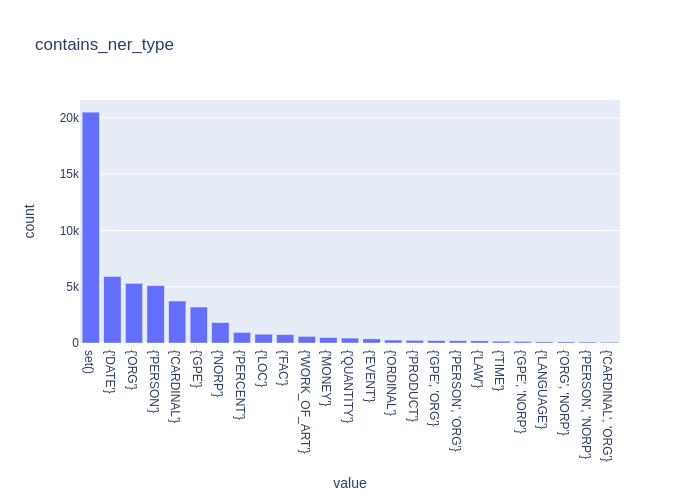 contains_ner_type
20k
15k
10k
5k
0
count
set()
{'DATE'}
{'ORG'}
{'PERSON'}
{'CARDINAL'}
{'GPE'}
{'NORP'}
{'PERCENT'}
{'LOC'}
{'FAC'}
{'WORK_OF_ART'}
{'MONEY'}
{'QUANTITY'}
{'EVENT'}
{'ORDINAL'}
{'PRODUCT'}
{'GPE', 'ORG'}
{'PERSON', 'ORG'}
{'LAW'}
{'TIME'}
{'GPE', 'NORP'}
{'LANGUAGE'}
{'ORG', 'NORP'}
{'PERSON', 'NORP'}
{'CARDINAL', 'ORG'}
value